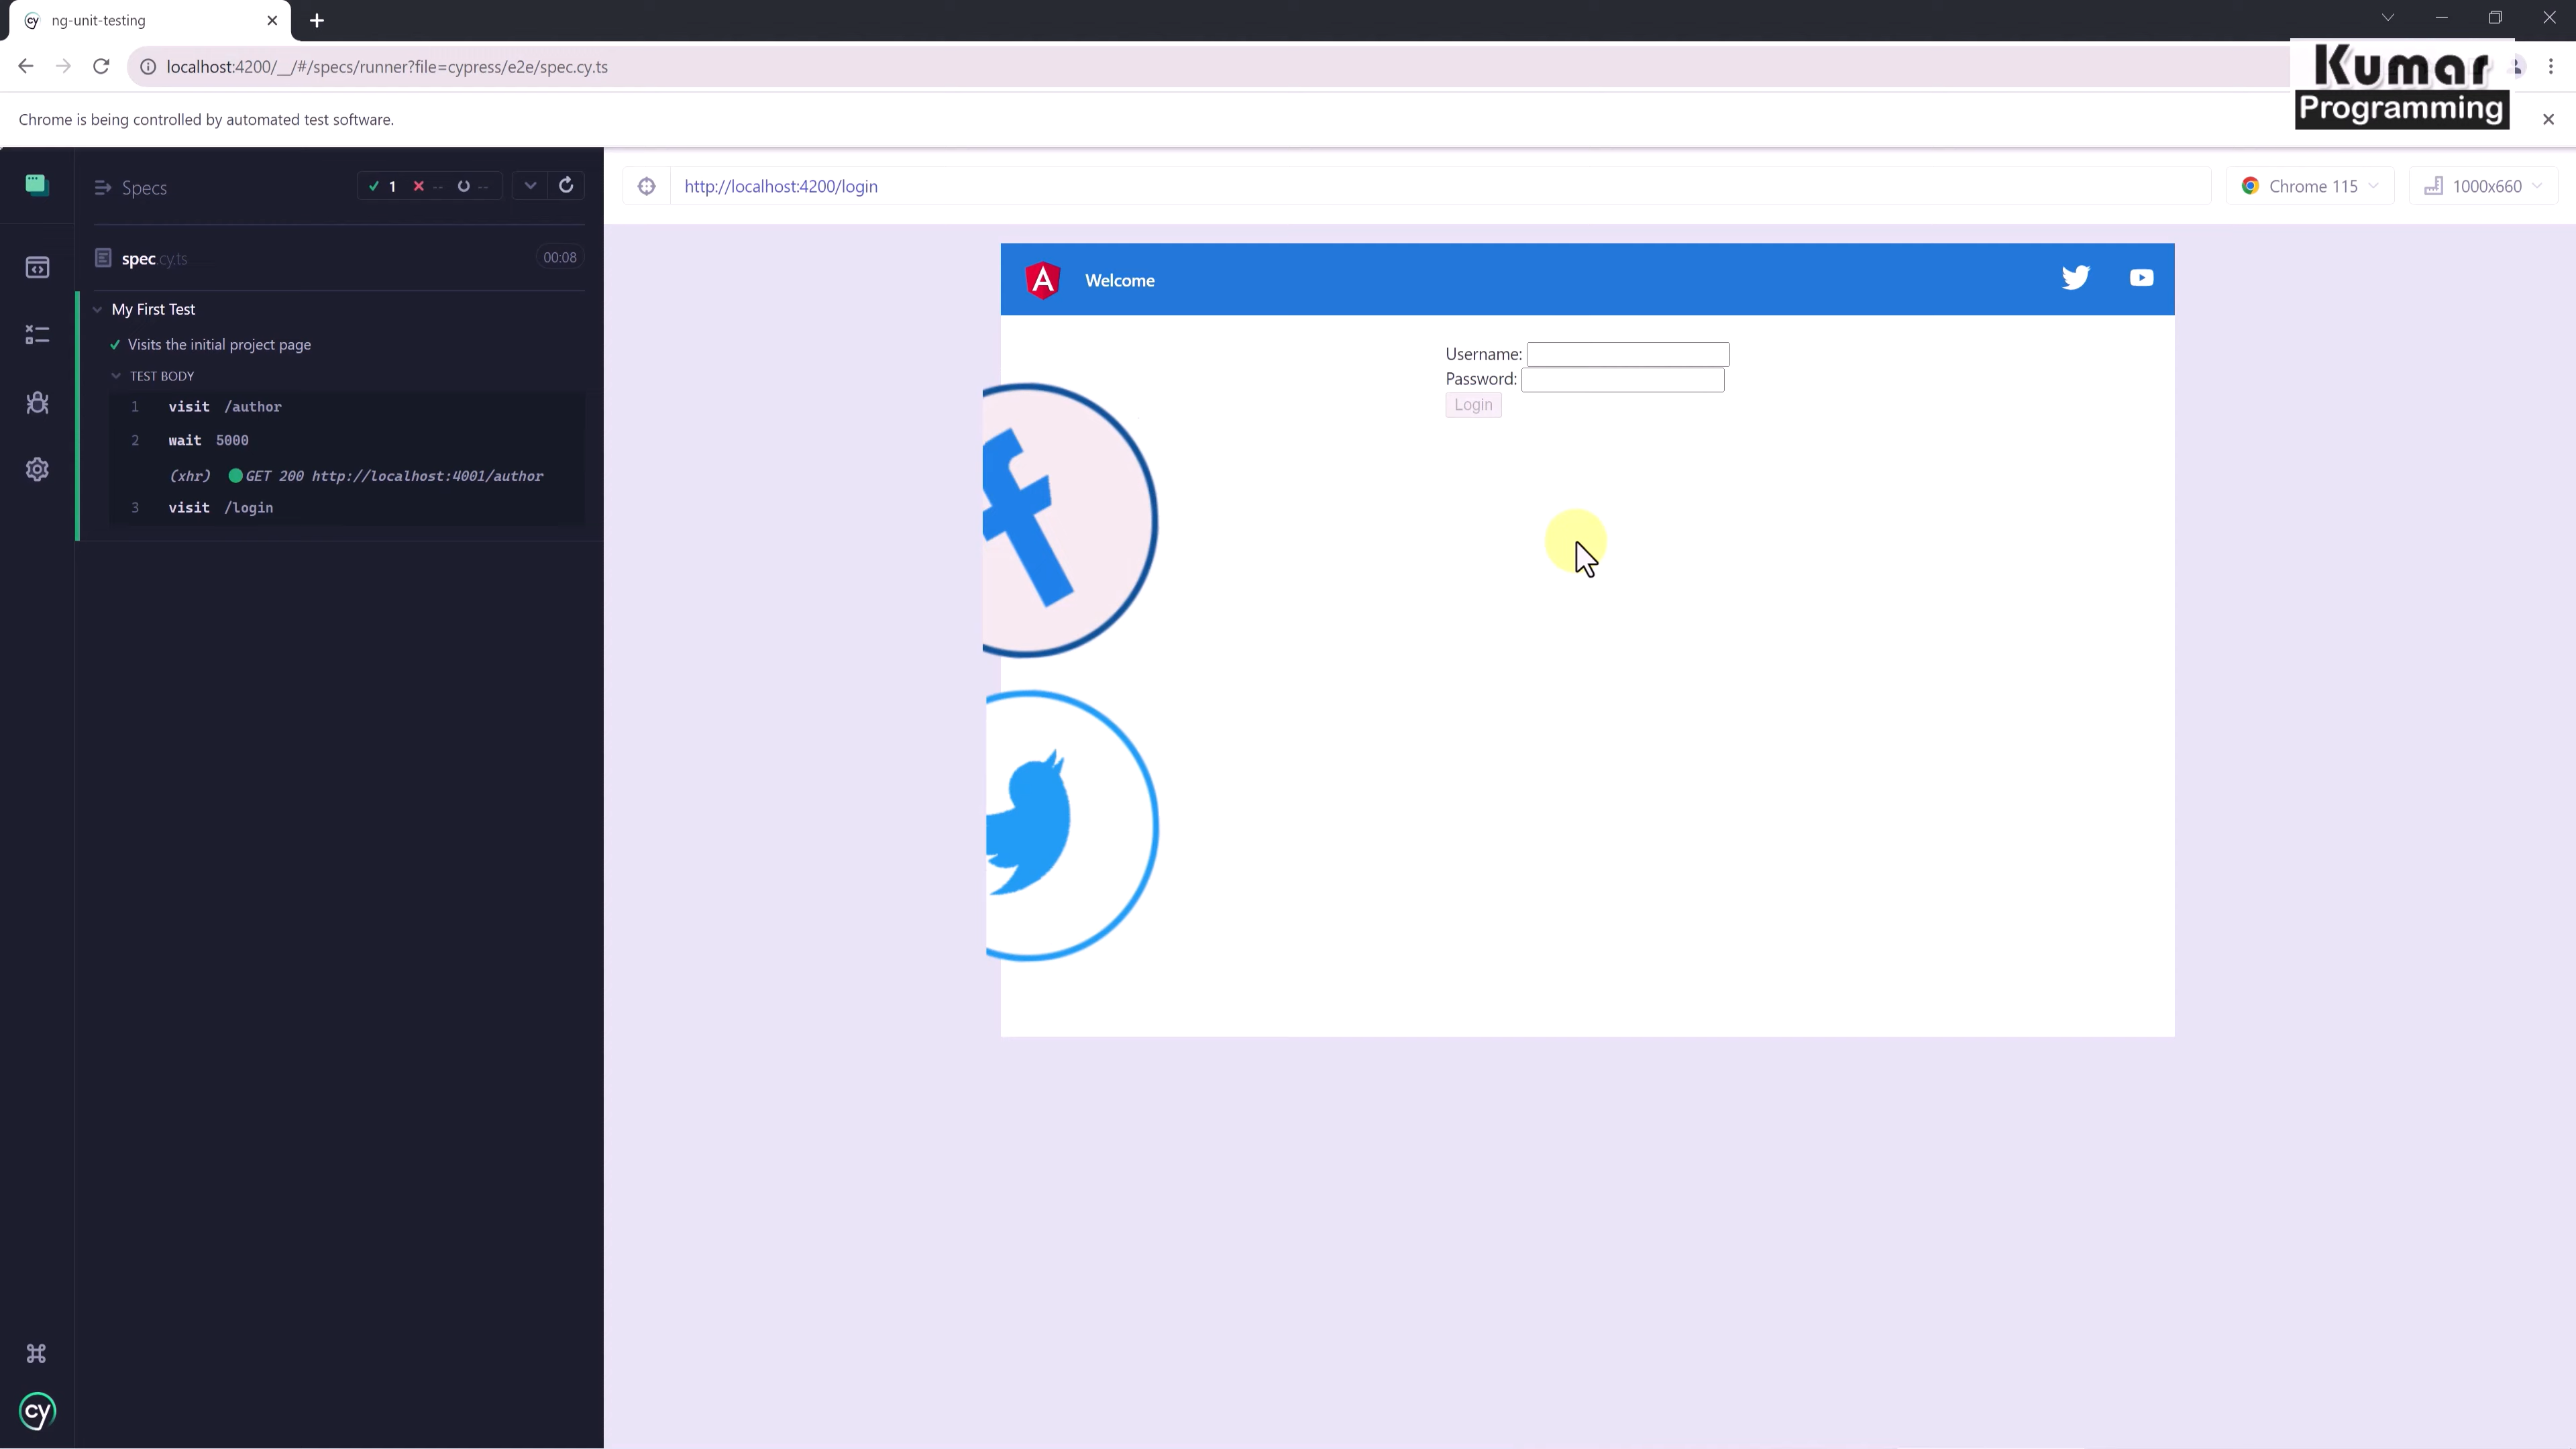 cy ng-unit-testing
localhost:4200/__/#/specs/runner?file=cypress/e2e/spec.cy.ts
Kumar
Programming
Chrome is being controlled by automated test software.
Specs
1 -- --
http://localhost:4200/login
Chrome 115
1000x660
spec.cy.ts 00:08
My First Test
Visits the initial project page
TEST BODY
1 visit /author
2 wait 5000
(xhr) GET 200 http://localhost:4001/author
3 visit /login
Welcome
Username:
Password:
Login
cy